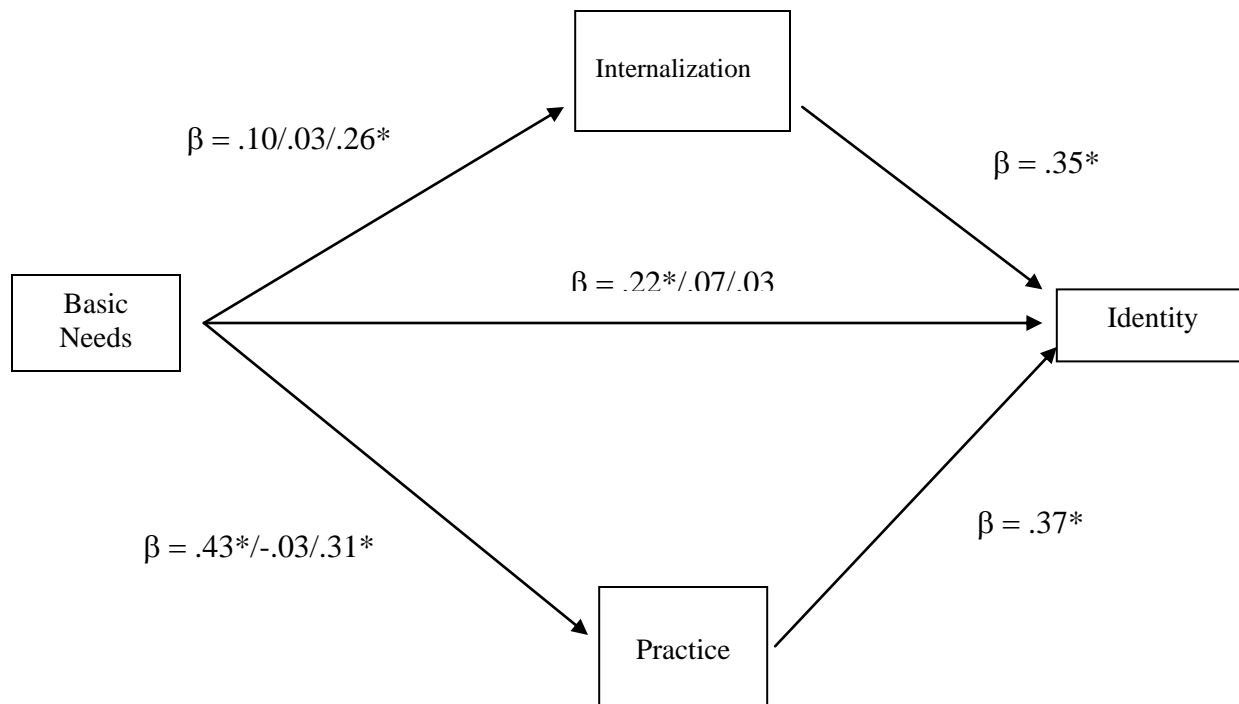 Internalization
β = .10/.03/.26*
β = .35*
β = .22*/.07/.03
Basic
Needs
Identity
β = .37*
β = .43*/-.03/.31*
Practice